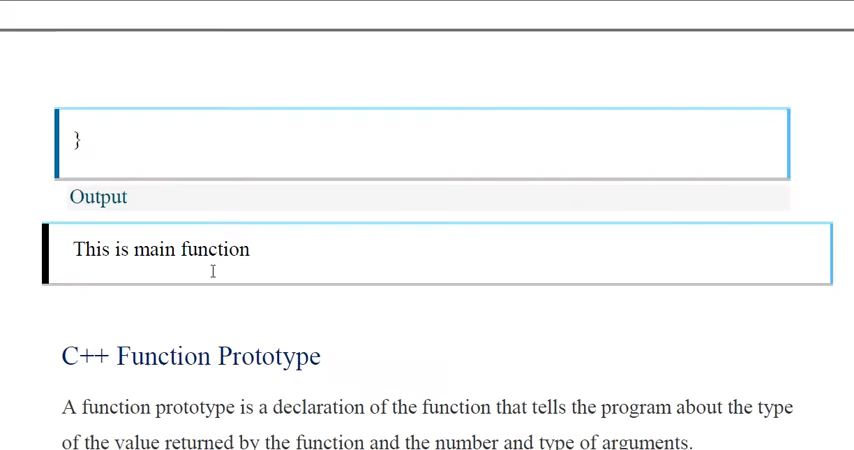 }
Output
This is main function
C++ Function Prototype
A function prototype is a declaration of the function that tells the program about the type
of the value returned by the function and the number and type of arguments.